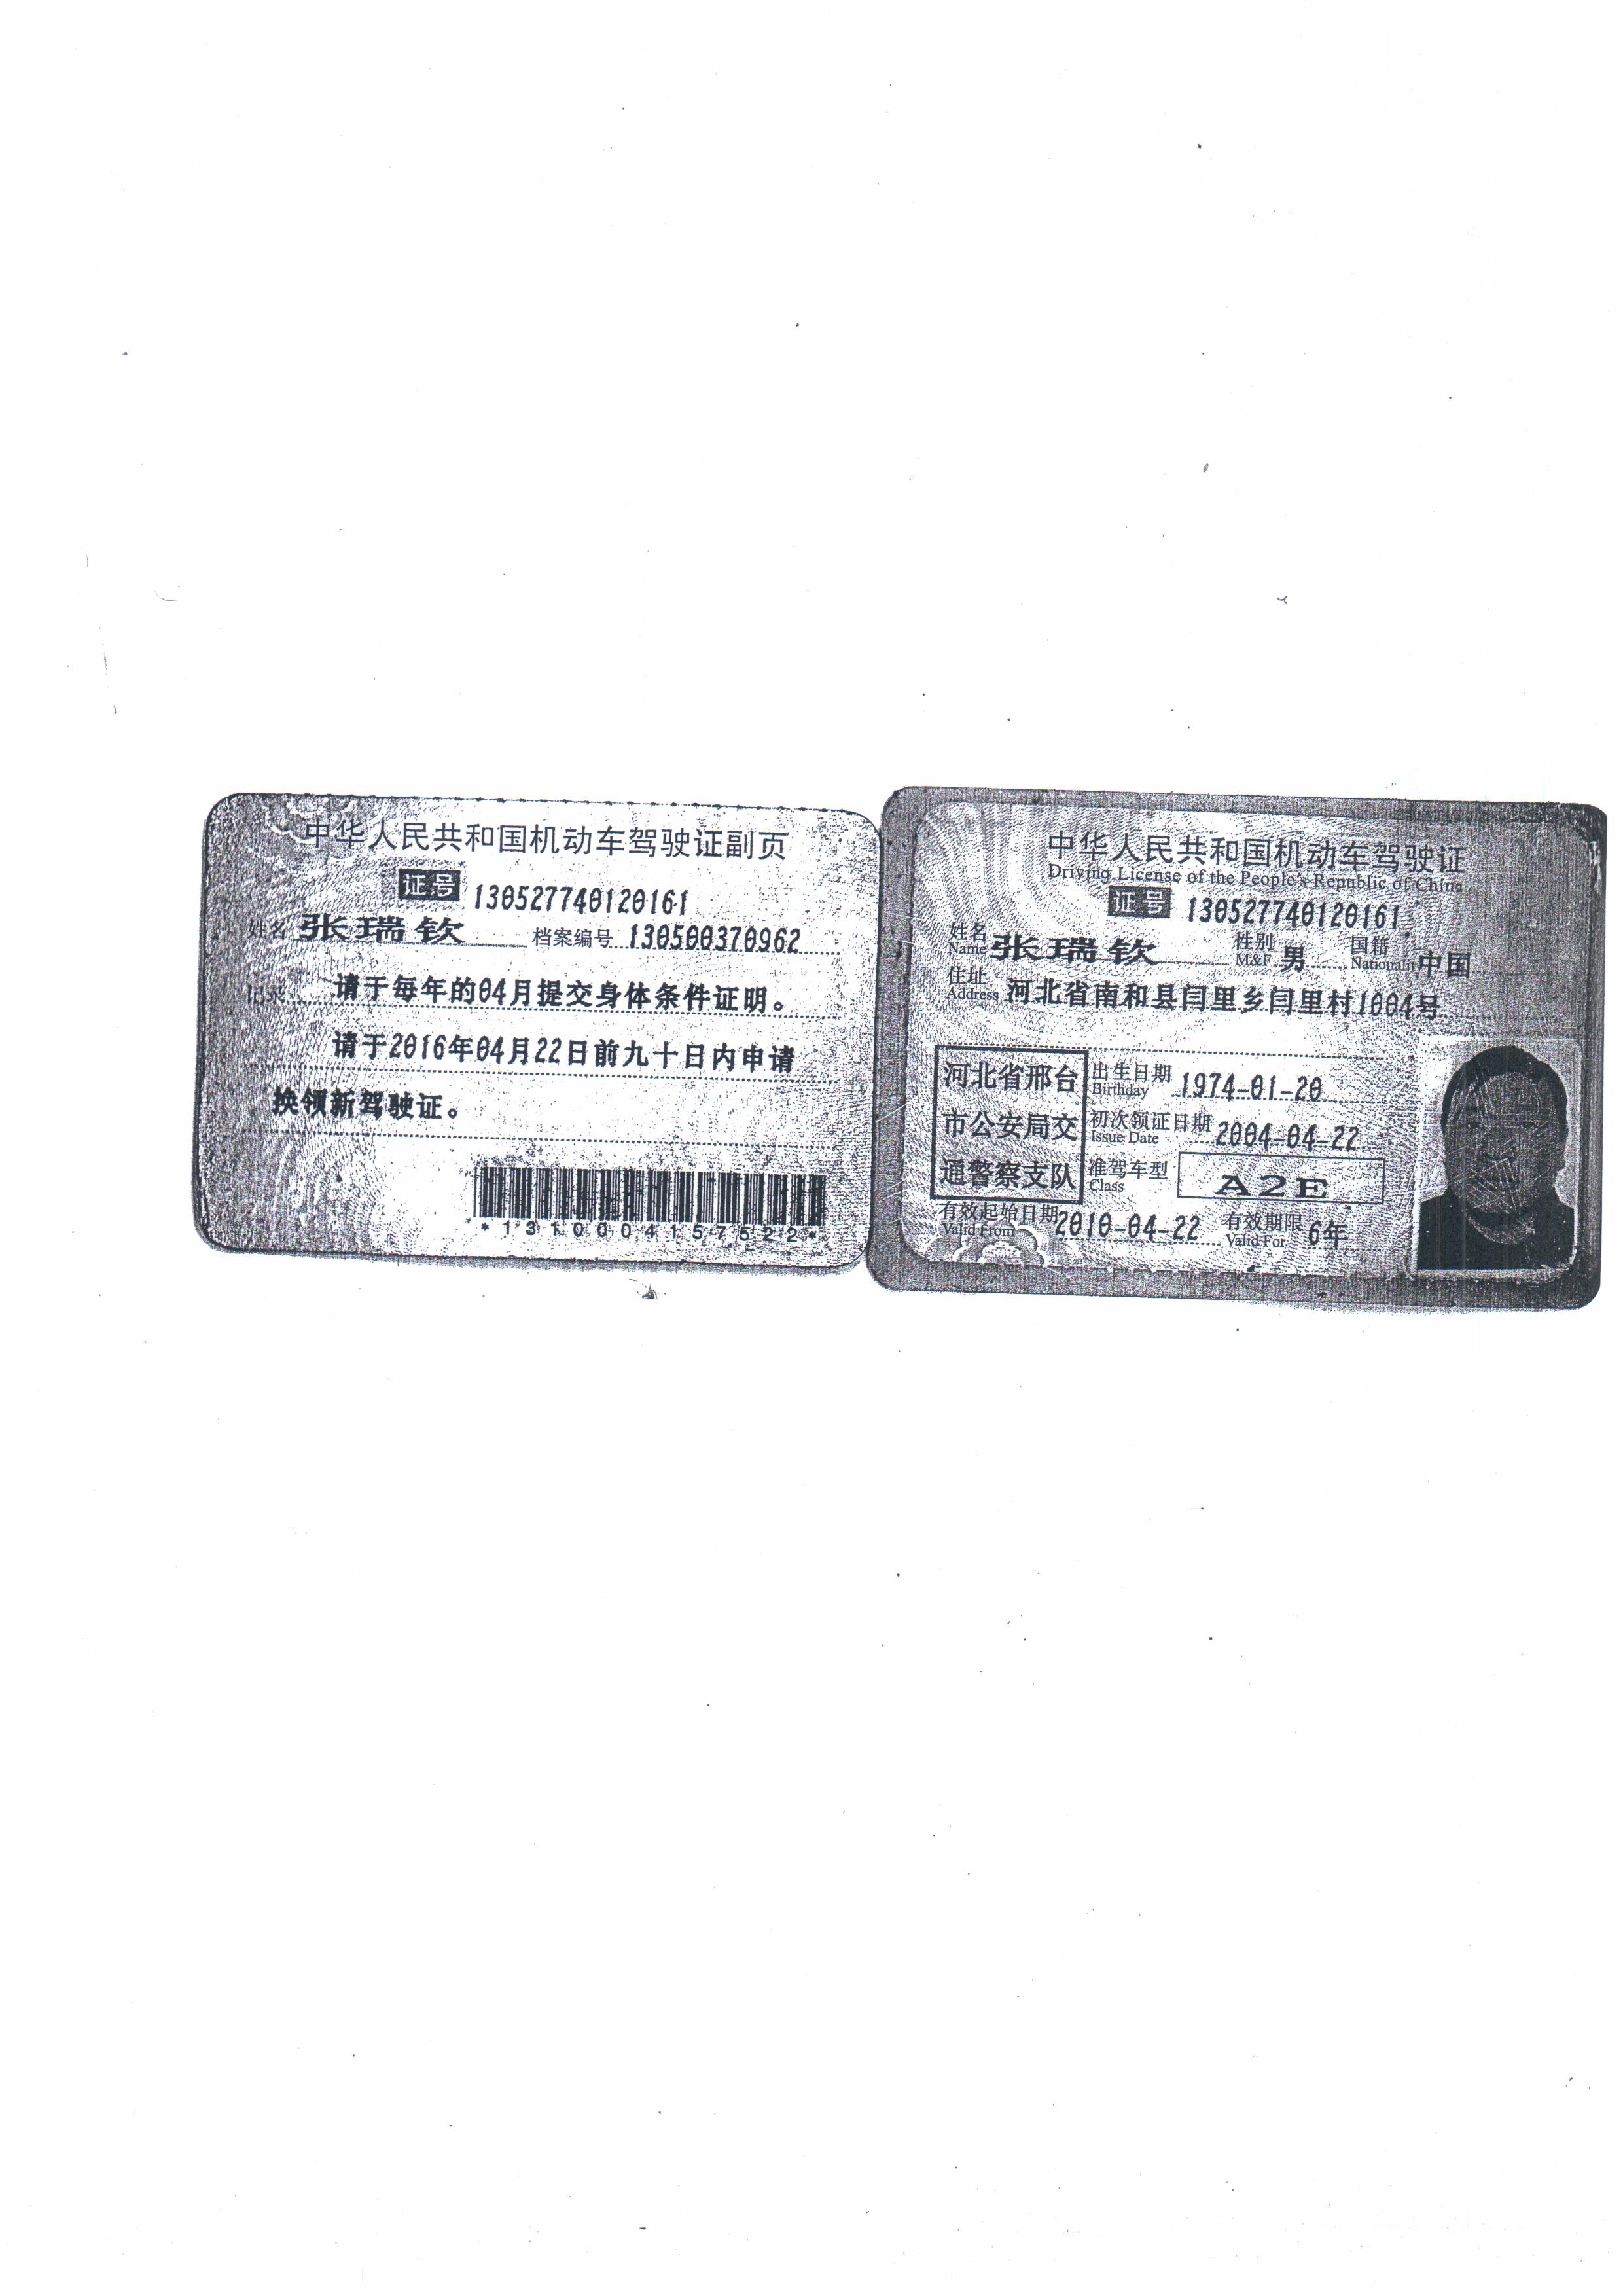 中华人民共和国机动车驾驶证副页
证号 130527740120161
姓名 张瑞钦 档案编号 130500370962
记录 请于每年的04月提交身体条件证明。
请于2016年04月22日前九十日内申请
换领新驾驶证。
*1310004157522*
中华人民共和国机动车驾驶证
Driving License of the People's Republic of China
证号 130527740120161
姓名 张瑞钦 性别 男 国籍 中国
Name M&F Nationality
住址 河北省南和县闫里乡闫里村1004号
Address
河北省邢台
市公安局交
通警察支队
出生日期 1974-01-20
Birthday
初次领证日期 2004-04-22
Issue Date
准驾车型 A2E
Class
有效起始日期 2010-04-22 有效期限 6年
Valid From Valid For